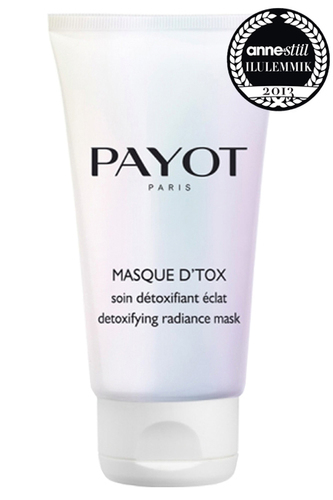 anne&stiil
ILULEMMIK
2013
PAYOT
PARIS
MASQUE D'TOX
soin détoxifiant éclat
detoxifying radiance mask